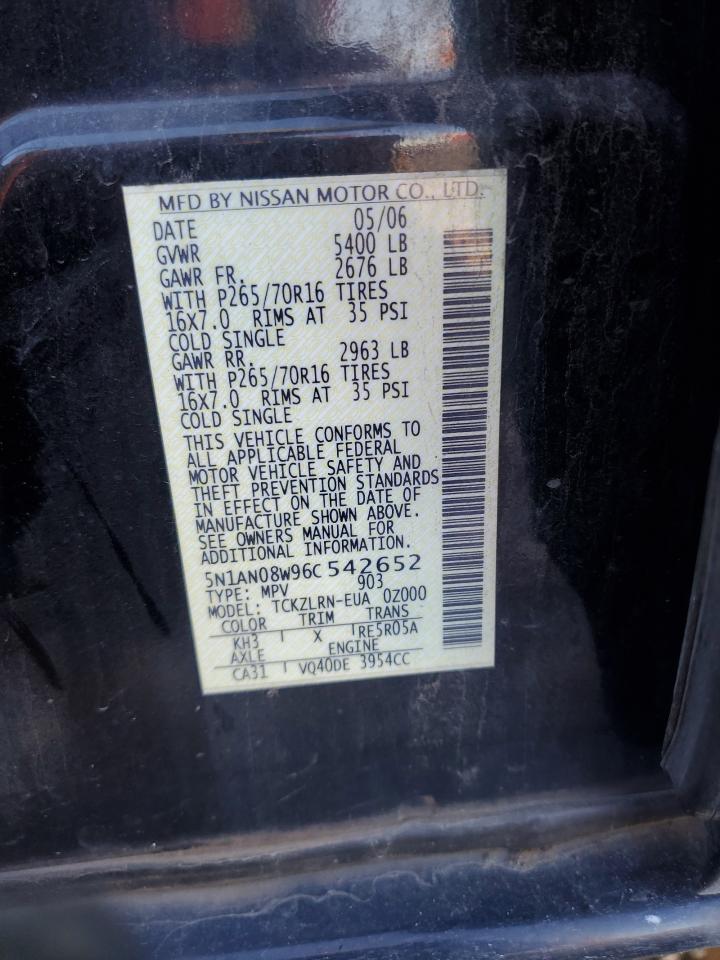 MFD BY NISSAN MOTOR CO., LTD.
DATE 05/06
GVWR 5400 LB
GAWR FR. 2676 LB
WITH P265/70R16 TIRES
16X7.0 RIMS AT 35 PSI
COLD SINGLE
GAWR RR. 2963 LB
WITH P265/70R16 TIRES
16X7.0 RIMS AT 35 PSI
COLD SINGLE
THIS VEHICLE CONFORMS TO
ALL APPLICABLE FEDERAL
MOTOR VEHICLE SAFETY AND
THEFT PREVENTION STANDARDS
IN EFFECT ON THE DATE OF
MANUFACTURE SHOWN ABOVE.
SEE OWNERS MANUAL FOR
ADDITIONAL INFORMATION.
5N1AN08W96C542652
TYPE: MPV 903
MODEL: TCKZLRN-EUA 0Z000
COLOR TRIM TRANS
KH3 X RE5R05A
AXLE ENGINE
CA31 VQ40DE 3954CC